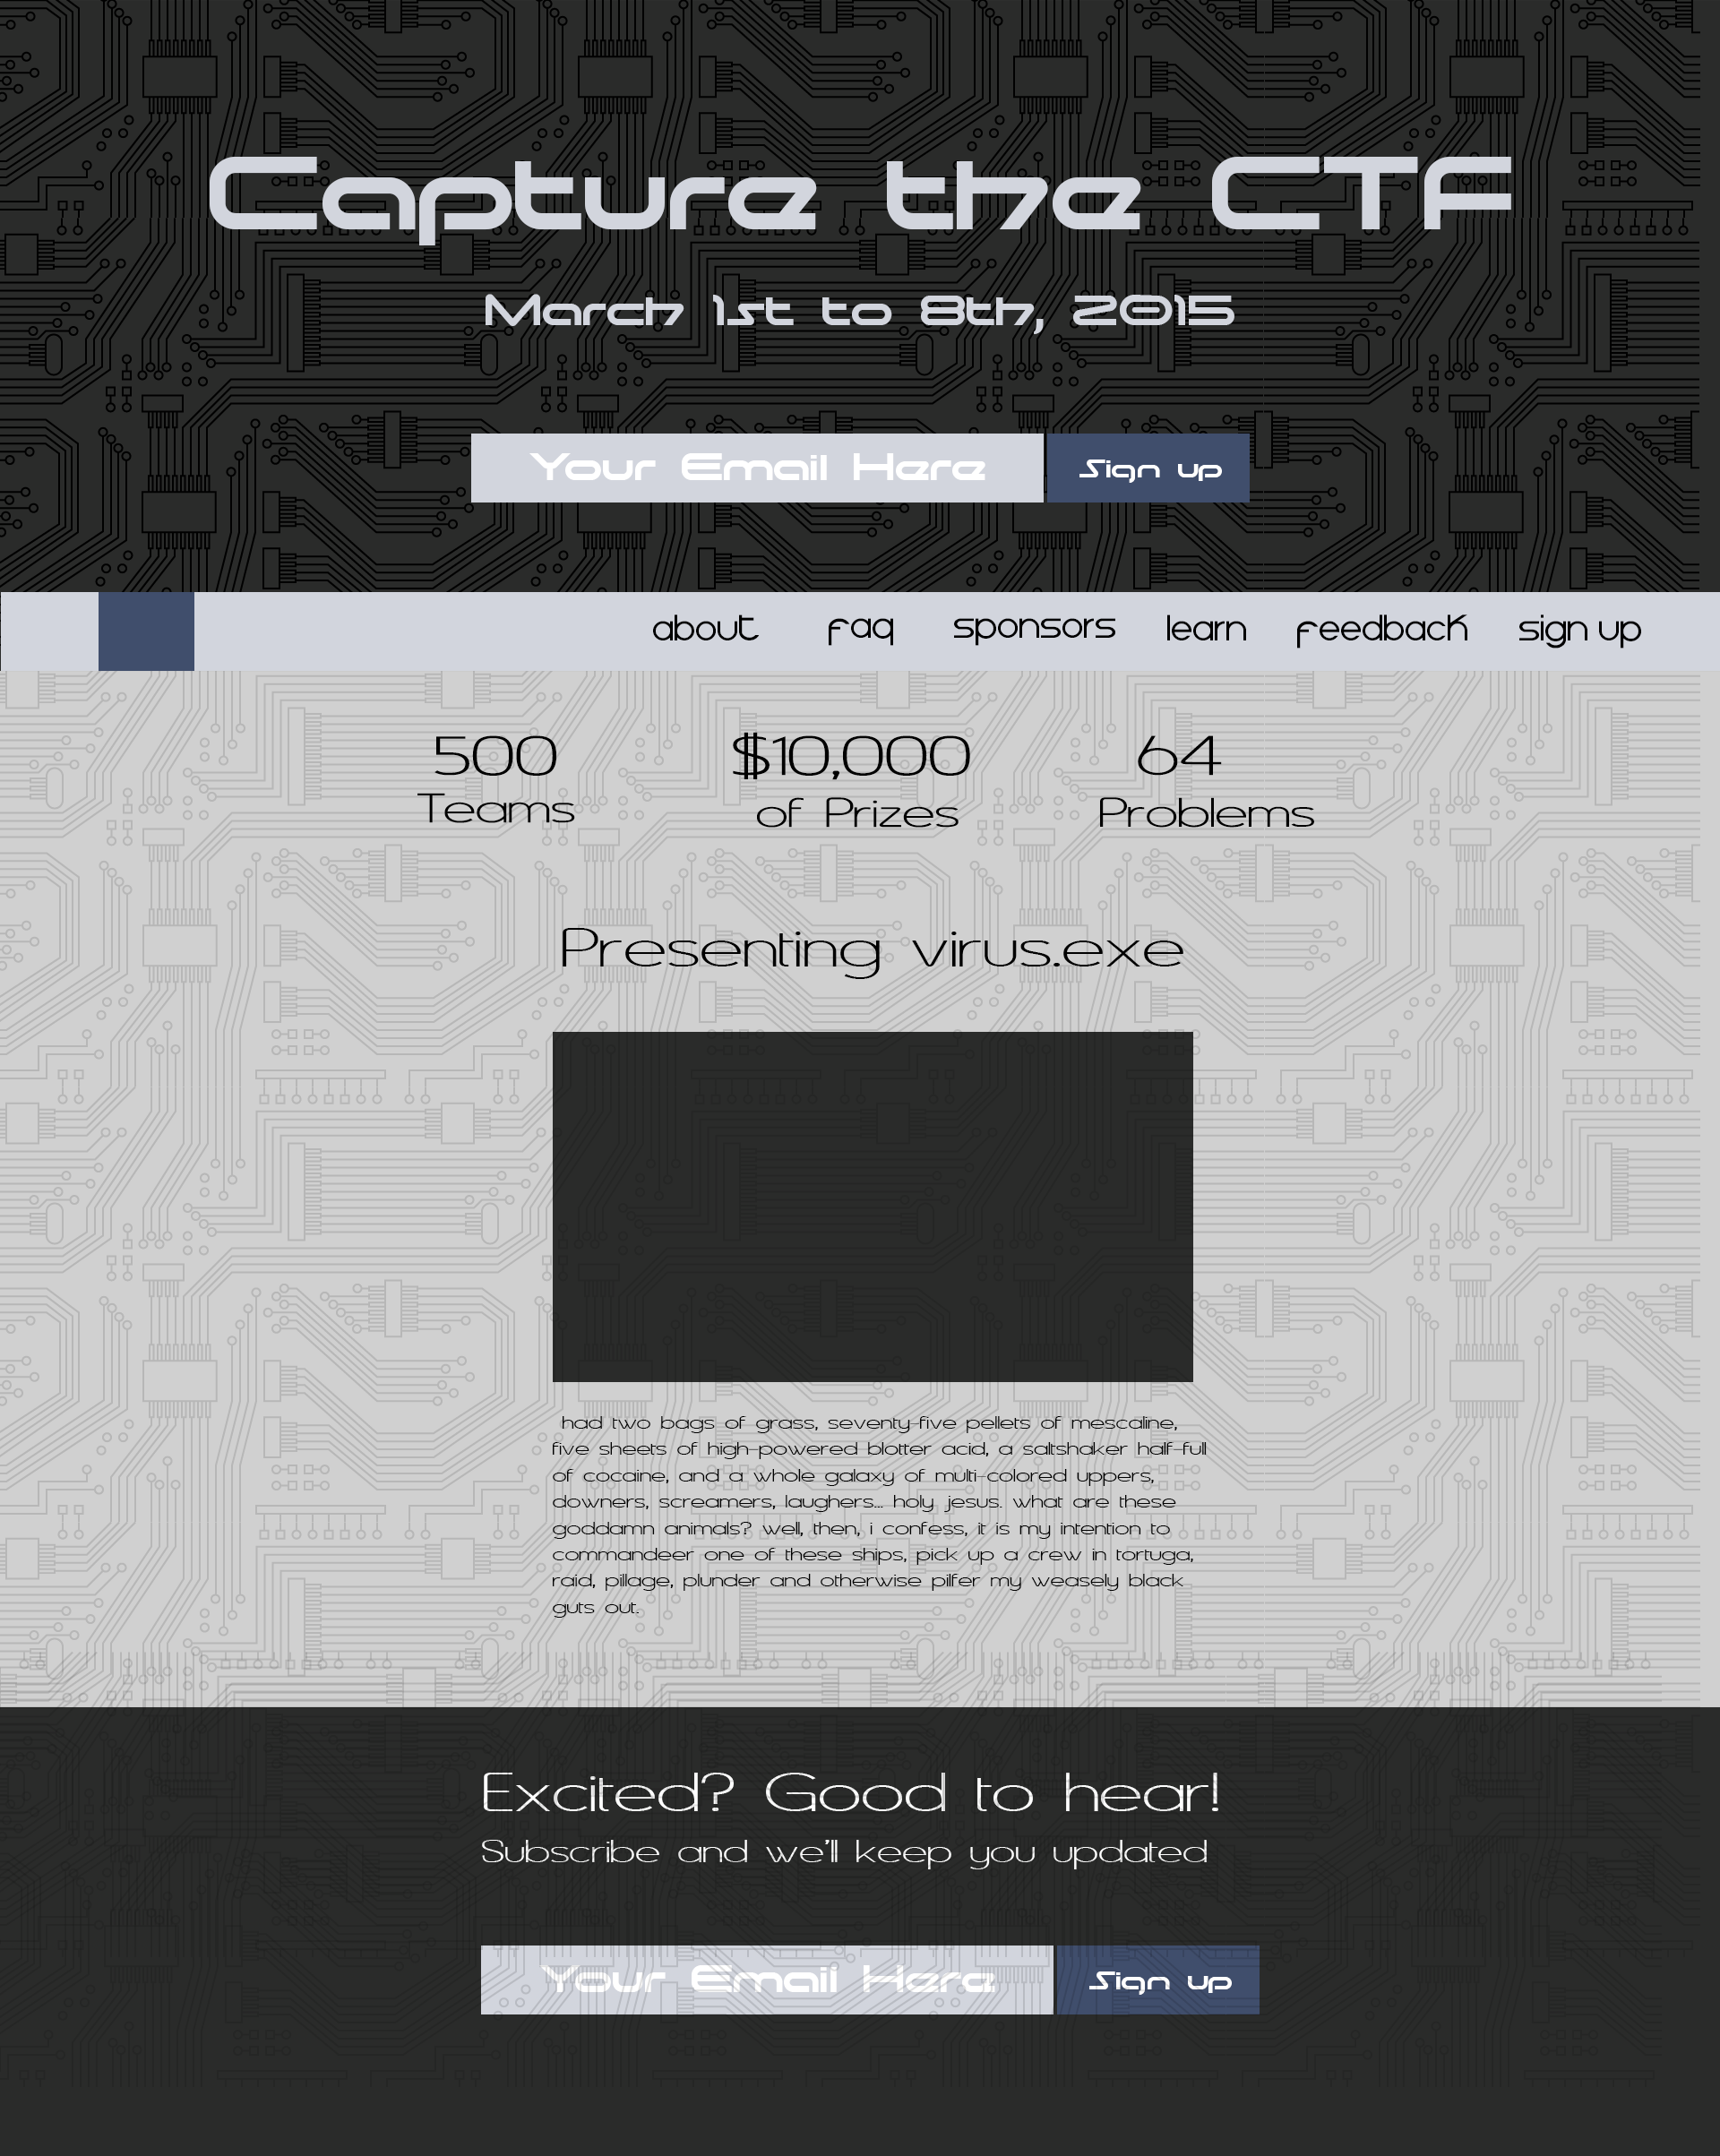 Capture the CTF
March 1st to 8th, 2015
Your Email Here
Sign up
about faq sponsors learn feedback sign up
500 $10,000 64
Teams of Prizes Problems
Presenting virus.exe
had two bags of grass, seventy-five pellets of mescaline,
five sheets of high-powered blotter acid, a saltshaker half-full
of cocaine, and a whole galaxy of multi-colored uppers,
downers, screamers, laughers... holy jesus. what are these
goddamn animals? well, then, i confess, it is my intention to
commandeer one of these ships, pick up a crew in tortuga,
raid, pillage, plunder and otherwise pilfer my weasely black
guts out.
Excited? Good to hear!
Subscribe and we'll keep you updated
Your Email Here
Sign up